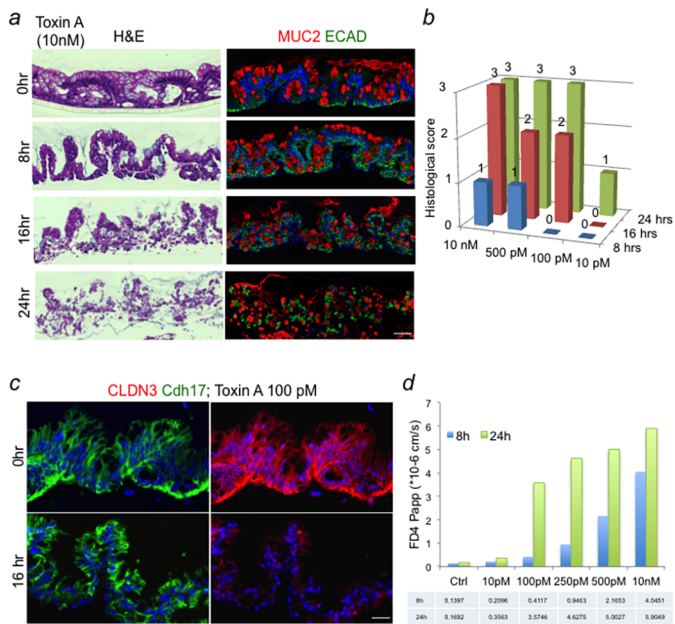 a
Toxin A
(10nM)
H&E
MUC2 ECAD
0hr
8hr
16hr
24hr
b
Histological score
3
2
1
0
3
3
3
3
2
2
1
1
1
0
0
0
10 nM
500 pM
100 pM
10 pM
24 hrs
16 hrs
8 hrs
c
CLDN3 Cdh17; Toxin A 100 pM
0hr
16 hr
d
FD4 Papp (*10-6 cm/s)
7
6
5
4
3
2
1
0
8h
24h
Ctrl 10pM 100pM 250pM 500pM 10nM
8h 0.1397 0.2096 0.4117 0.9463 2.1653 4.0451
24h 0.1692 0.3563 3.5746 4.6275 5.0027 5.9049